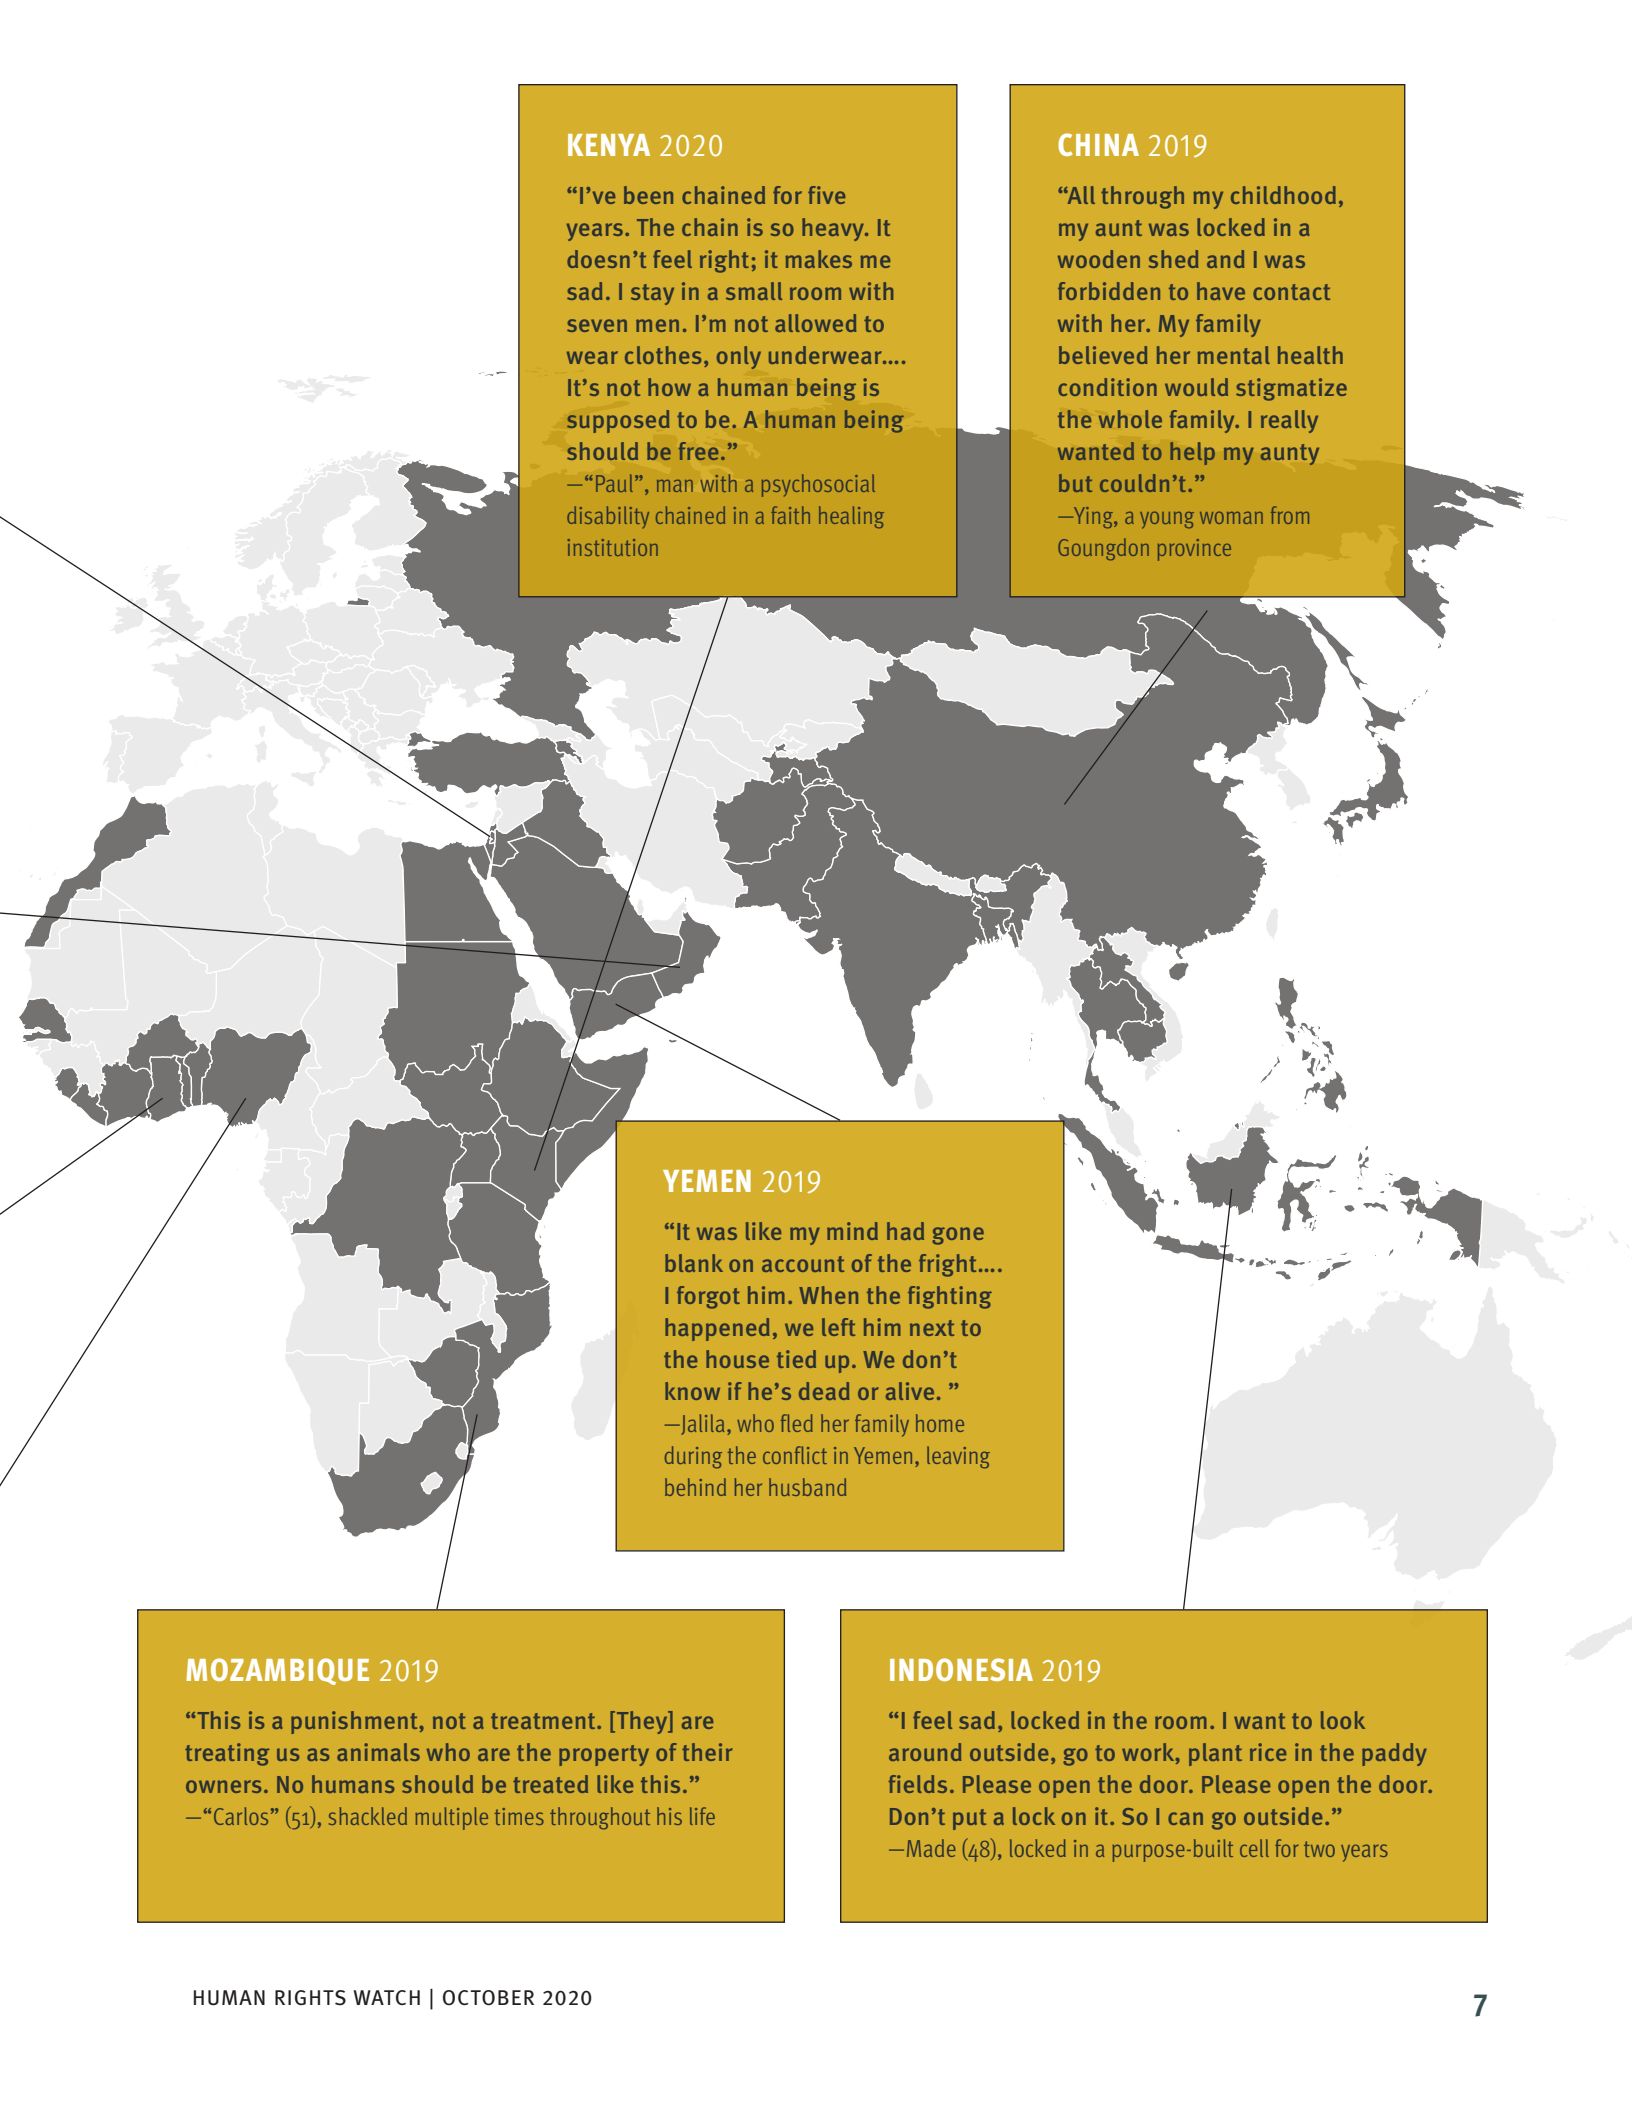 KENYA 2020
“I’ve been chained for five
years. The chain is so heavy. It
doesn’t feel right; it makes me
sad. I stay in a small room with
seven men. I’m not allowed to
wear clothes, only underwear....
It’s not how a human being is
supposed to be. A human being
should be free.”
—“Paul”, man with a psychosocial
disability chained in a faith healing
institution
CHINA 2019
“All through my childhood,
my aunt was locked in a
wooden shed and I was
forbidden to have contact
with her. My family
believed her mental health
condition would stigmatize
the whole family. I really
wanted to help my aunty
but couldn’t.”
—Ying, a young woman from
Goungdon province
YEMEN 2019
“It was like my mind had gone
blank on account of the fright....
I forgot him. When the fighting
happened, we left him next to
the house tied up. We don’t
know if he’s dead or alive. ”
—Jalila, who fled her family home
during the conflict in Yemen, leaving
behind her husband
MOZAMBIQUE 2019
“This is a punishment, not a treatment. [They] are
treating us as animals who are the property of their
owners. No humans should be treated like this.”
—“Carlos” (51), shackled multiple times throughout his life
INDONESIA 2019
“I feel sad, locked in the room. I want to look
around outside, go to work, plant rice in the paddy
fields. Please open the door. Please open the door.
Don’t put a lock on it. So I can go outside.”
—Made (48), locked in a purpose-built cell for two years
HUMAN RIGHTS WATCH | OCTOBER 2020
7